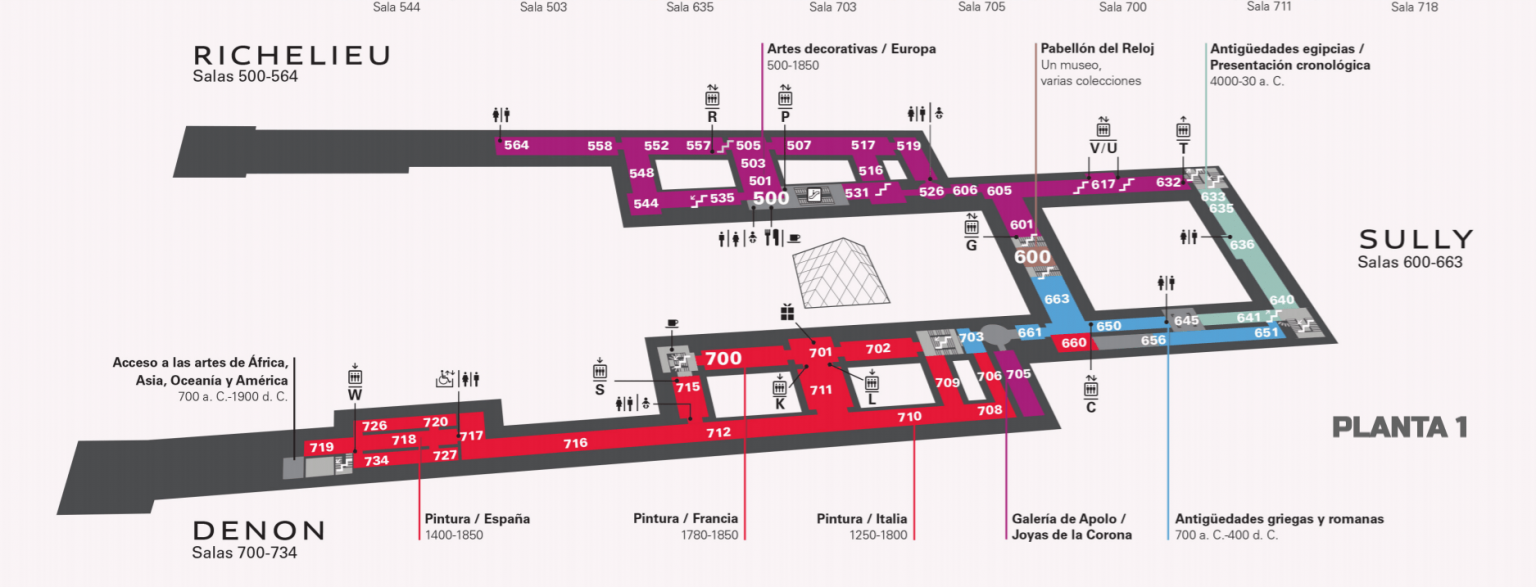 Sala 544
Sala 503
Sala 635
Sala 703
Sala 705
Sala 700
Sala 711
Sala 718
RICHELIEU
Salas 500-564
Artes decorativas / Europa
500-1850
Pabellón del Reloj
Un museo,
varias colecciones
Antigüedades egipcias /
Presentación cronológica
4000-30 a. C.
R
P
V/U
T
564
558
552
557
505
507
517
519
503
548
501
516
544
535
500
531
526
606
605
617
632
633
635
601
G
600
636
SULLY
Salas 600-663
663
640
641
645
650
651
656
660
661
703
C
700
701
702
715
S
K
L
711
709
706
705
708
710
712
Acceso a las artes de África,
Asia, Oceanía y América
700 a. C.-1900 d. C.
W
726
720
719
718
717
734
727
716
PLANTA 1
DENON
Salas 700-734
Pintura / España
1400-1850
Pintura / Francia
1780-1850
Pintura / Italia
1250-1800
Galería de Apolo /
Joyas de la Corona
Antigüedades griegas y romanas
700 a. C.-400 d. C.